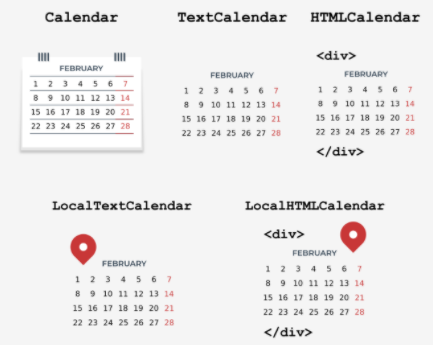 Calendar
FEBRUARY
1 2 3 4 5 6 7
8 9 10 11 12 13 14
15 16 17 18 19 20 21
22 23 24 25 26 27 28
TextCalendar
FEBRUARY
1 2 3 4 5 6 7
8 9 10 11 12 13 14
15 16 17 18 19 20 21
22 23 24 25 26 27 28
HTMLCalendar
<div>
FEBRUARY
1 2 3 4 5 6 7
8 9 10 11 12 13 14
15 16 17 18 19 20 21
22 23 24 25 26 27 28
</div>
LocalTextCalendar
FEBRUARY
1 2 3 4 5 6 7
8 9 10 11 12 13 14
15 16 17 18 19 20 21
22 23 24 25 26 27 28
LocalHTMLCalendar
<div>
FEBRUARY
1 2 3 4 5 6 7
8 9 10 11 12 13 14
15 16 17 18 19 20 21
22 23 24 25 26 27 28
</div>